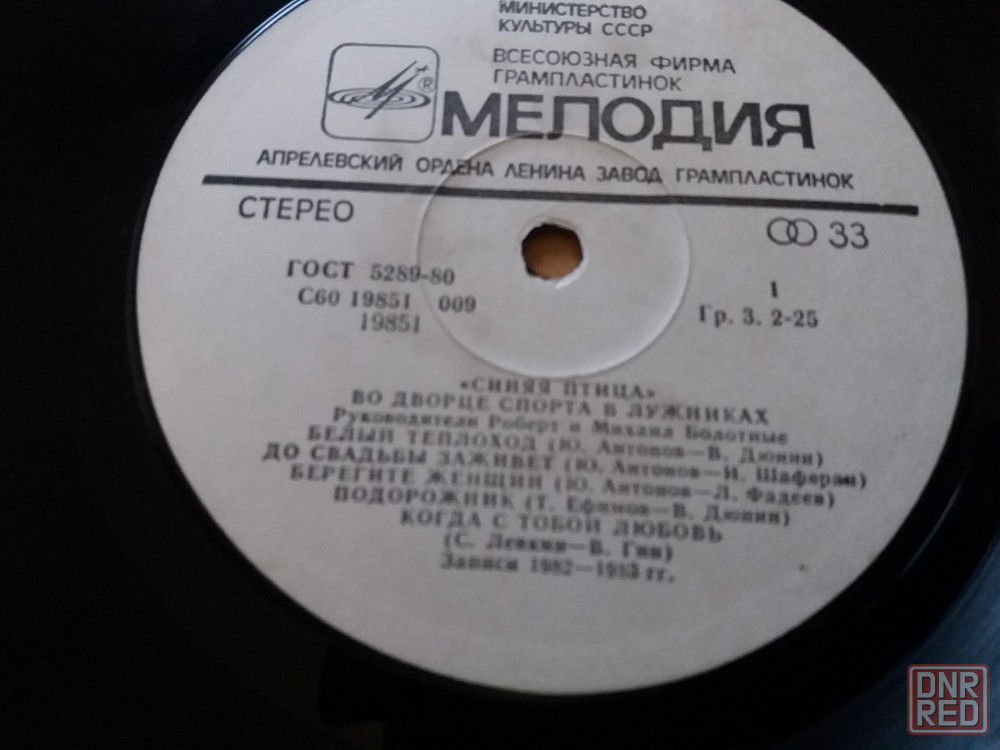 МИНИСТЕРСТВО
КУЛЬТУРЫ СССР
ВСЕСОЮЗНАЯ ФИРМА
ГРАМПЛАСТИНОК
®
МЕЛОДИЯ
АПРЕЛЕВСКИЙ ОРДЕНА ЛЕНИНА ЗАВОД ГРАМПЛАСТИНОК
СТЕРЕО
33
ГОСТ 5289-80
С60 19851 009
19851
1
Гр. 3. 2-25
«СИНЯЯ ПТИЦА»
ВО ДВОРЦЕ СПОРТА В ЛУЖНИКАХ
Руководители Роберт и Михаил Болотные
БЕЛЫЙ ТЕПЛОХОД (Ю. Антонов—В. Дюнин)
ДО СВАДЬБЫ ЗАЖИВЕТ (Ю. Антонов—И. Шаферан)
БЕРЕГИТЕ ЖЕНЩИН (Ю. Антонов—Л. Фадеев)
ПОДОРОЖНИК (Т. Ефимов—В. Дюнин)
КОГДА С ТОБОЙ ЛЮБОВЬ
(С. Левкин—В. Гин)
Записи 1982—1983 гг.
DNR
RED